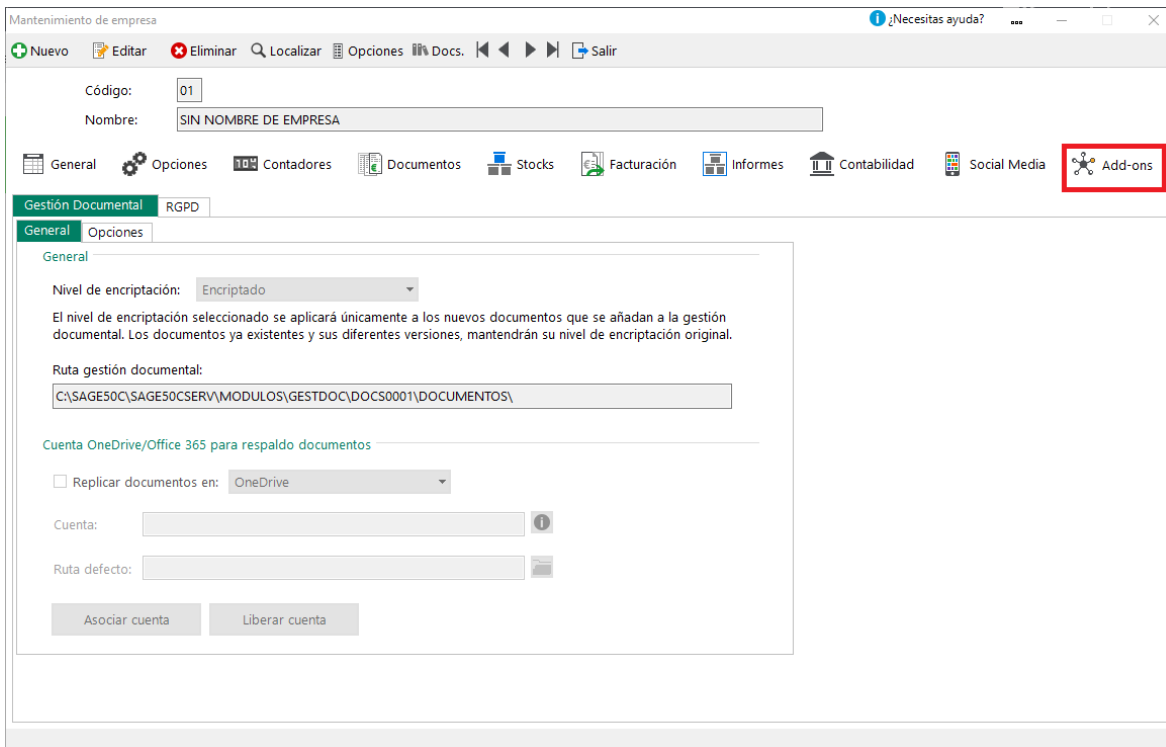 Mantenimiento de empresa
¿Necesitas ayuda?
Nuevo Editar Eliminar Localizar Opciones Docs. Salir
Código: 01
Nombre: SIN NOMBRE DE EMPRESA
General Opciones Contadores Documentos Stocks Facturación Informes Contabilidad Social Media Add-ons
Gestión Documental RGPD
General Opciones
General
Nivel de encriptación: Encriptado
El nivel de encriptación seleccionado se aplicará únicamente a los nuevos documentos que se añadan a la gestión
documental. Los documentos ya existentes y sus diferentes versiones, mantendrán su nivel de encriptación original.
Ruta gestión documental:
C:\SAGE50C\SAGE50CSERV\MODULOS\GESTDOC\DOCS0001\DOCUMENTOS\
Cuenta OneDrive/Office 365 para respaldo documentos
Replicar documentos en: OneDrive
Cuenta:
Ruta defecto:
Asociar cuenta Liberar cuenta